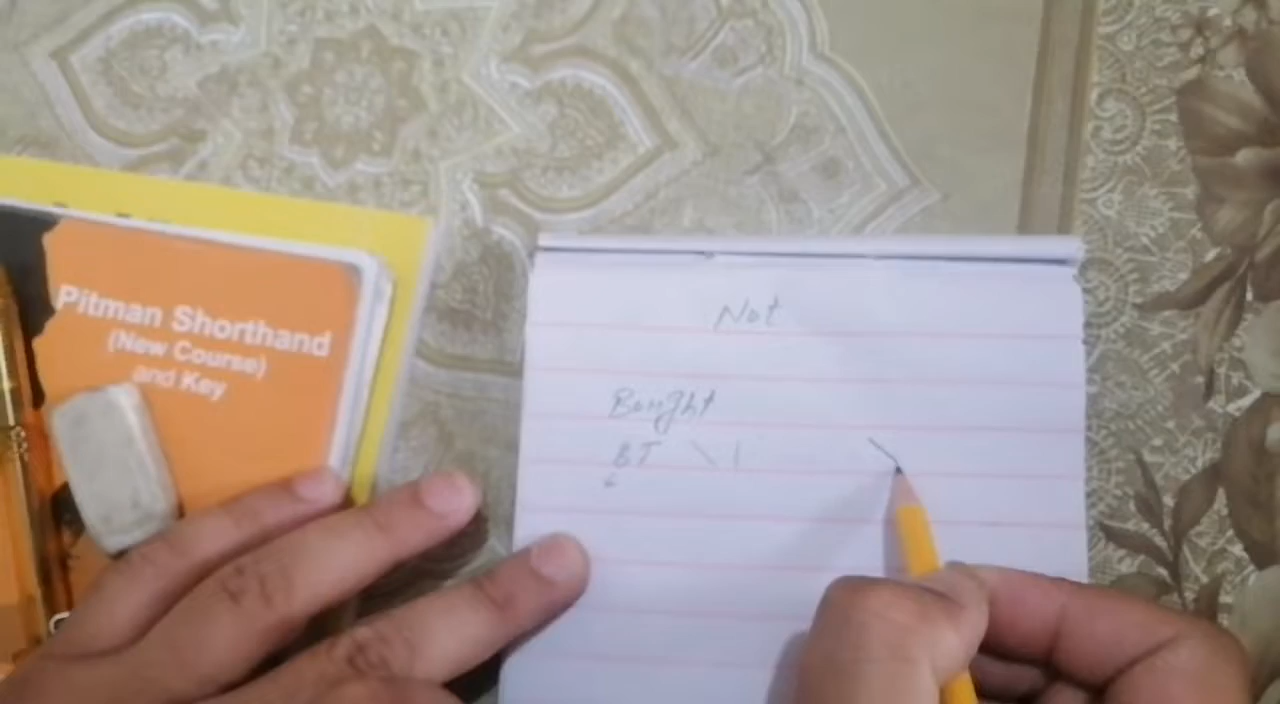 Pitman Shorthand
(New Course)
and Key
Not
Bought
BT \ |